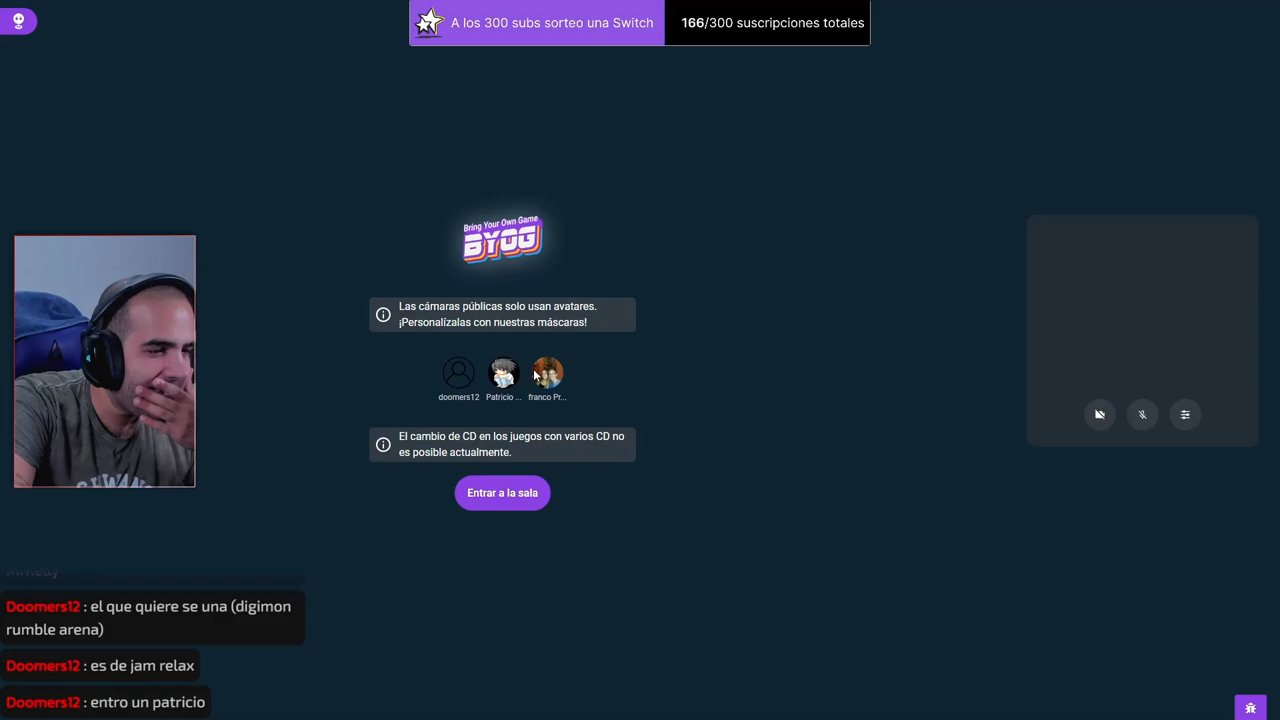 A los 300 subs sorteo una Switch
166/300 suscripciones totales
Bring Your Own Game
BYOG
Las cámaras públicas solo usan avatares.
¡Personalízalas con nuestras máscaras!
doomers12
Patricio ...
franco Pr...
El cambio de CD en los juegos con varios CD no
es posible actualmente.
Entrar a la sala
Doomers12 : el que quiere se una (digimon
rumble arena)
Doomers12 : es de jam relax
Doomers12 : entro un patricio